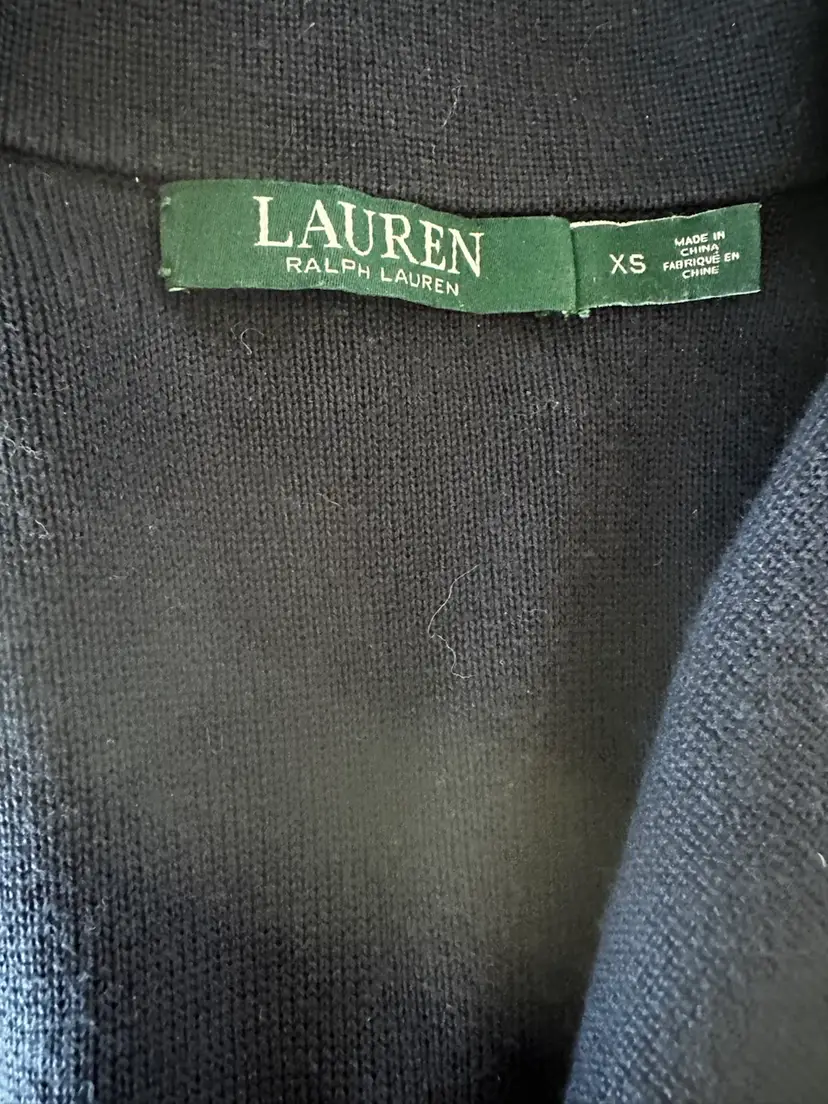 LAUREN
RALPH LAUREN
XS
MADE IN
CHINA
FABRIQUÉ EN
CHINE